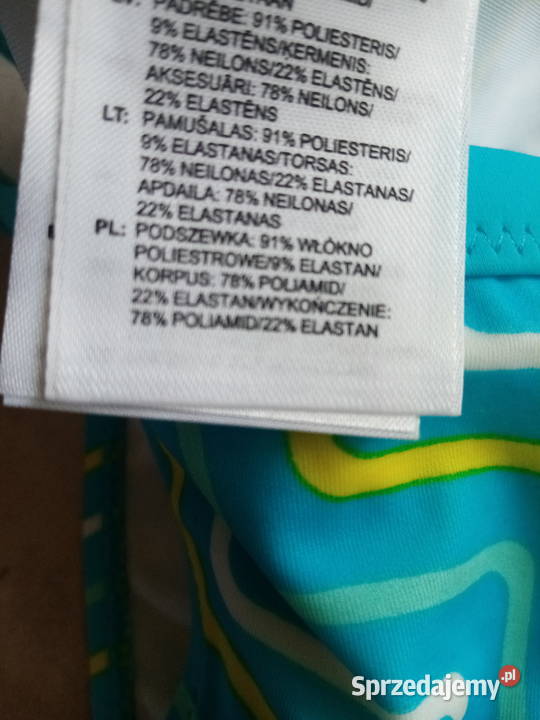 PADRĒBE: 91% POLIESTERIS/
9% ELASTĒNS/ĶERMENIS:
78% NEILONS/22% ELASTĒNS/
AKSESUĀRI: 78% NEILONS/
22% ELASTĒNS
LT: PAMUŠALAS: 91% POLIESTERIS/
9% ELASTANAS/TORSAS:
78% NEILONAS/22% ELASTANAS/
APDAILA: 78% NEILONAS/
22% ELASTANAS
PL: PODSZEWKA: 91% WŁÓKNO
POLIESTROWE/9% ELASTAN/
KORPUS: 78% POLIAMID/
22% ELASTAN/WYKOŃCZENIE:
78% POLIAMID/22% ELASTAN
Sprzedajemy.pl